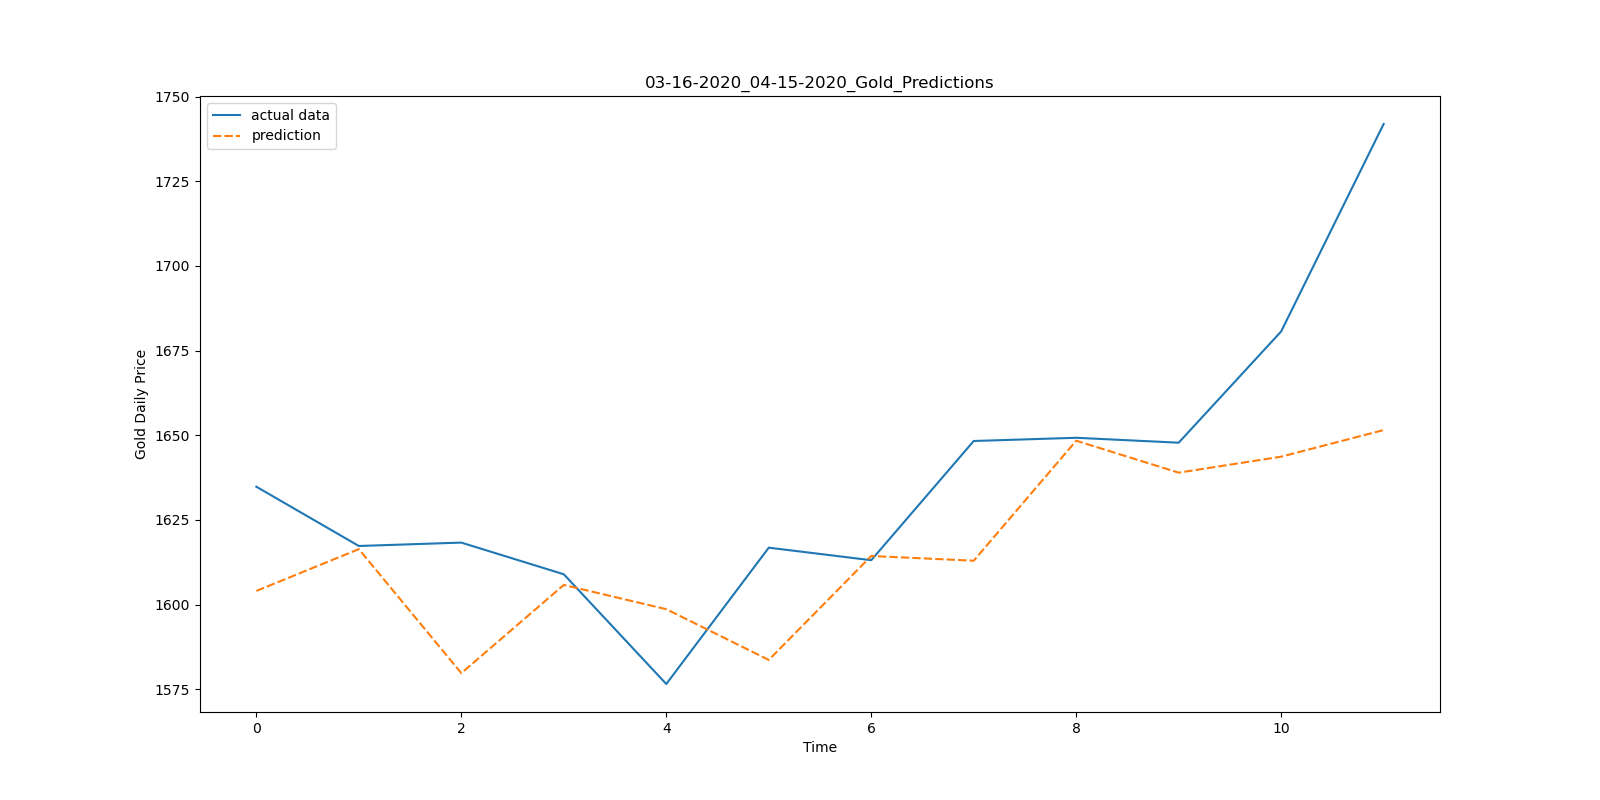 03-16-2020_04-15-2020_Gold_Predictions
actual data
prediction
Gold Daily Price
1750
1725
1700
1675
1650
1625
1600
1575
0 2 4 6 8 10
Time